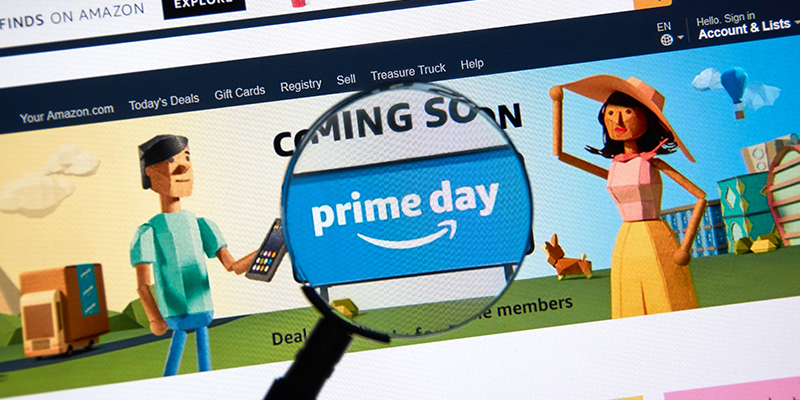 FINDS ON AMAZON
EXPLORE
EN
Hello. Sign in
Account & Lists
Your Amazon.com Today's Deals Gift Cards Registry Sell Treasure Truck Help
COMING SOON
prime day
members